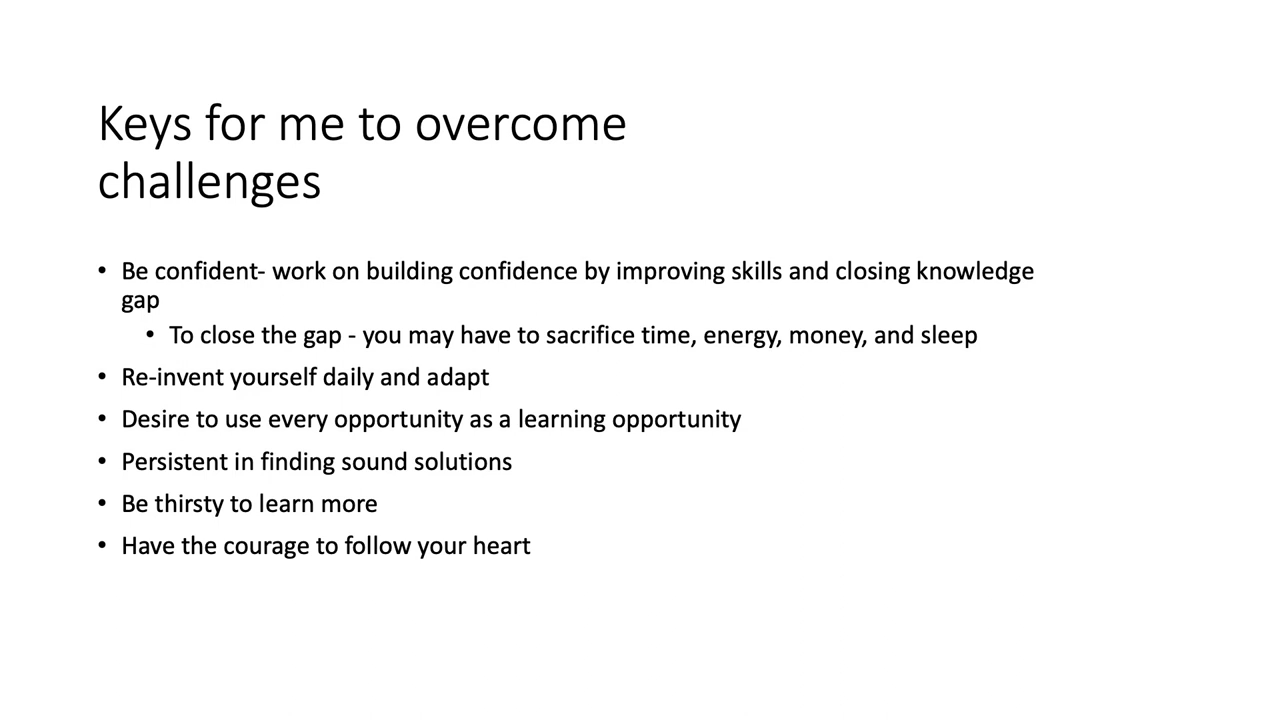 Keys for me to overcome
challenges
• Be confident- work on building confidence by improving skills and closing knowledge
gap
• To close the gap - you may have to sacrifice time, energy, money, and sleep
• Re-invent yourself daily and adapt
• Desire to use every opportunity as a learning opportunity
• Persistent in finding sound solutions
• Be thirsty to learn more
• Have the courage to follow your heart